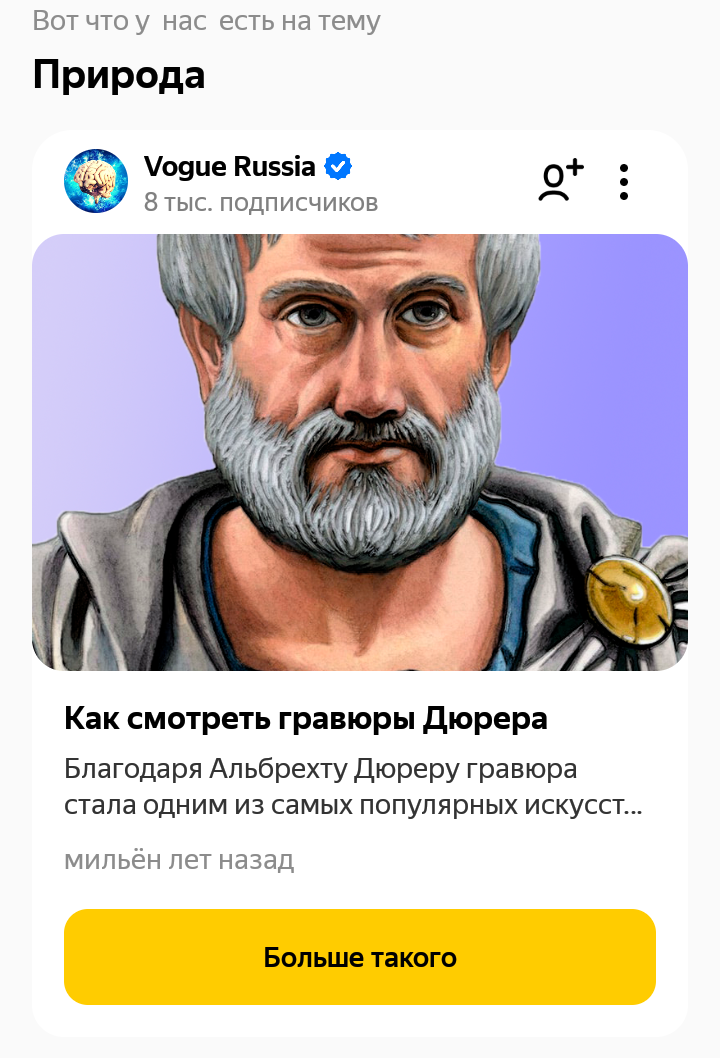 Вот что у нас есть на тему
Природа
Vogue Russia
8 тыс. подписчиков
Как смотреть гравюры Дюрера
Благодаря Альбрехту Дюреру гравюра
стала одним из самых популярных искусст...
мильён лет назад
Больше такого